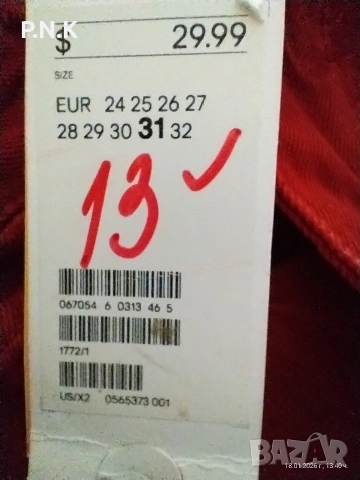 P.N.K
$ 29.99
SIZE
EUR 24 25 26 27
28 29 30 31 32
13 ✓
067054 6 0313 46 5
1772/1
US/X2 0565373 001
BAZAR